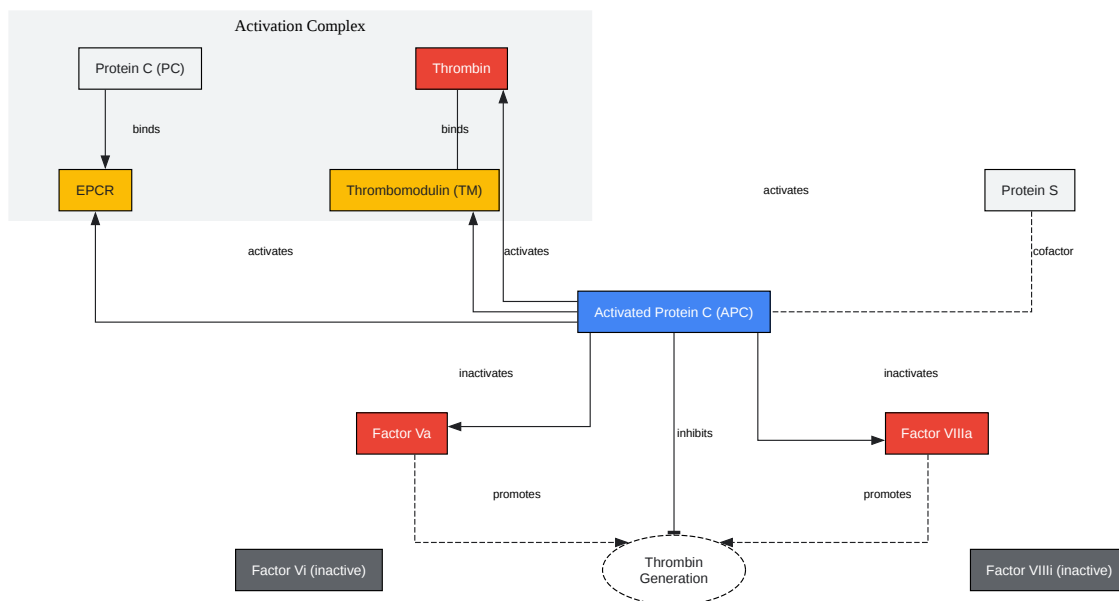 Activation Complex
Protein C (PC)
Thrombin
binds
binds
EPCR
Thrombomodulin (TM)
activates
Protein S
activates
activates
cofactor
Activated Protein C (APC)
inactivates
inactivates
Factor Va
inhibits
Factor VIIIa
promotes
promotes
Factor Vi (inactive)
Thrombin
Generation
Factor VIIIi (inactive)